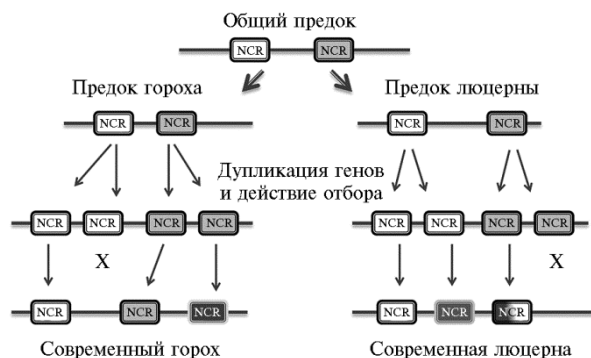 Общий предок
NCR NCR
Предок гороха Предок люцерны
NCR NCR NCR NCR
Дупликация генов
и действие отбора
NCR NCR NCR NCR NCR NCR NCR NCR
X X
NCR NCR NCR NCR NCR NCR
Современный горох Современная люцерна